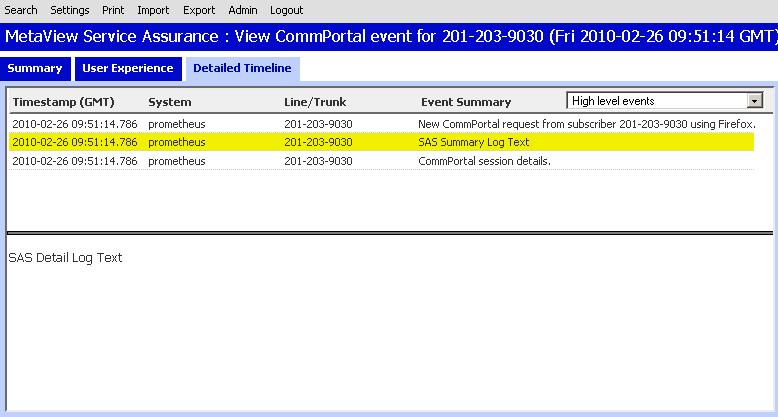 Search Settings Print Import Export Admin Logout
MetaView Service Assurance : View CommPortal event for 201-203-9030 (Fri 2010-02-26 09:51:14 GMT)
Summary User Experience Detailed Timeline
Timestamp (GMT) System Line/Trunk Event Summary High level events
2010-02-26 09:51:14.786 prometheus 201-203-9030 New CommPortal request from subscriber 201-203-9030 using Firefox.
2010-02-26 09:51:14.786 prometheus 201-203-9030 SAS Summary Log Text
2010-02-26 09:51:14.786 prometheus 201-203-9030 CommPortal session details.
SAS Detail Log Text